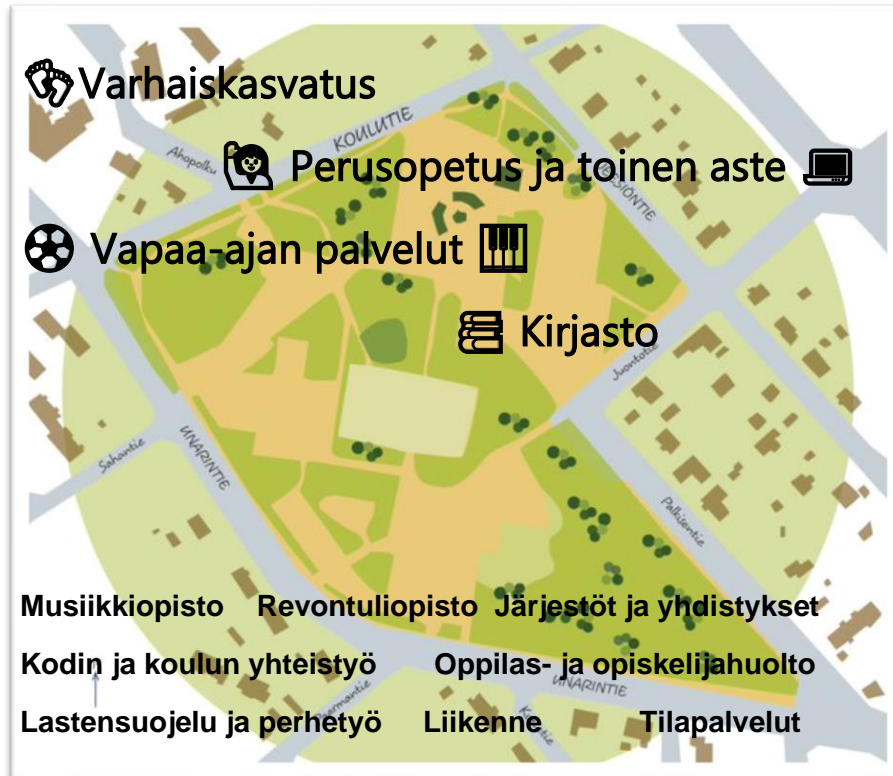 Varhaiskasvatus
KOULUTIE
Ahopolku
Perusopetus ja toinen aste
Vapaa-ajan palvelut
Kirjasto
Juontotie
Sahantie
UNARINTIE
Palkisentie
Musiikkiopisto Revontuliopisto Järjestöt ja yhdistykset
Kodin ja koulun yhteistyö Oppilas- ja opiskelijahuolto
UNARINTIE
Lastensuojelu ja perhetyö Liikenne Tilapalvelut